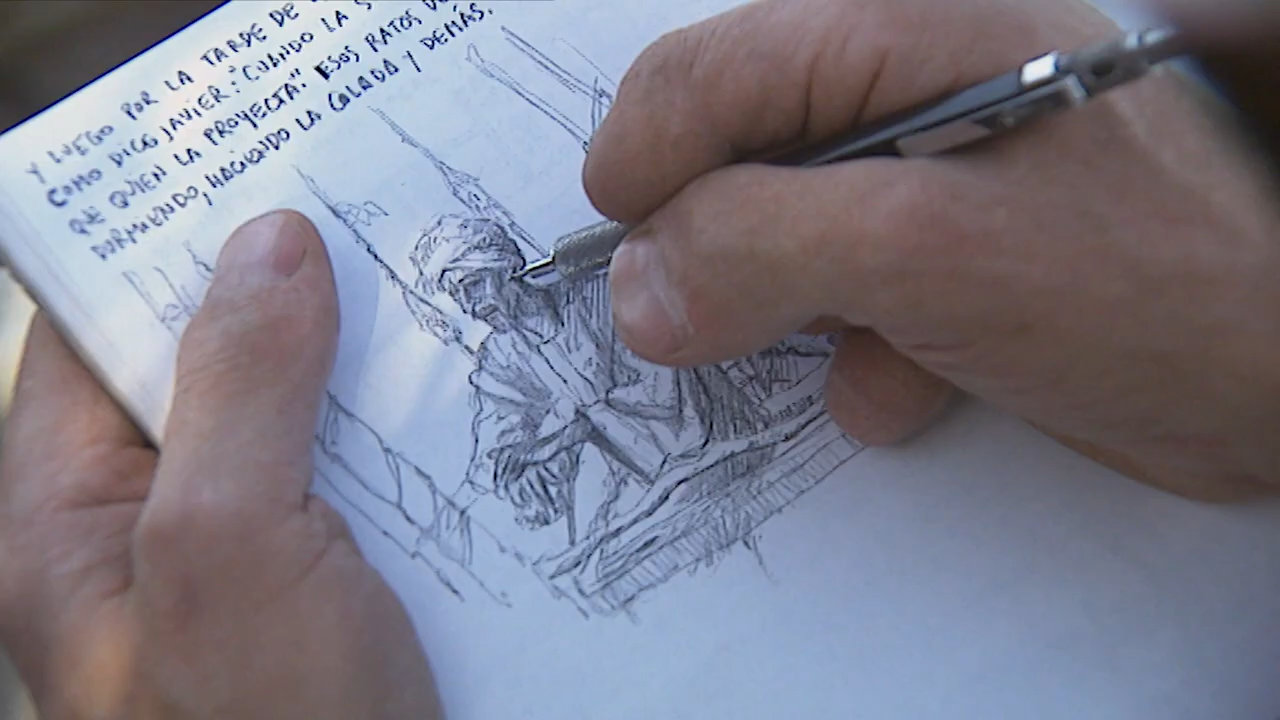 Y LUEGO POR LA TARDE DE
COMO DICE JAVIER: "CUANDO LA S
QUE QUIEN LA PROYECTA". ESOS RATOS D
DORMIENDO, HACIENDO LA COLADA Y DEMÁS.